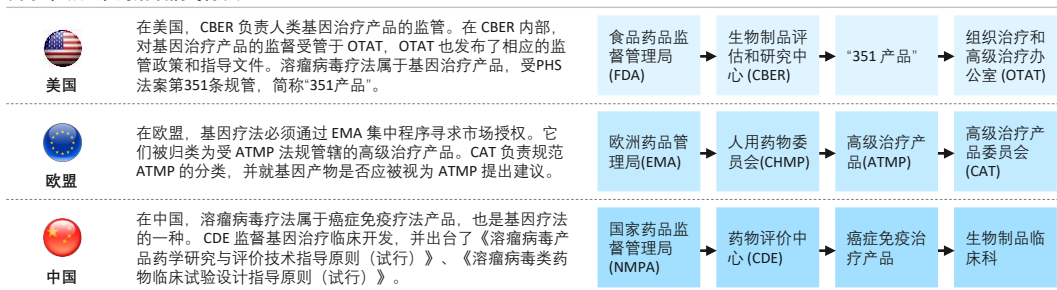 在美国，CBER 负责人类基因治疗产品的监管。在 CBER 内部，
对基因治疗产品的监督受管于 OTAT，OTAT 也发布了相应的监
管政策和指导文件。溶瘤病毒疗法属于基因治疗产品，受PHS
法案第351条规管，简称“351产品”。
美国
食品药品监
督管理局
(FDA)
生物制品评
估和研究中
心 (CBER)
“351 产品”
组织治疗和
高级治疗办
公室 (OTAT)
在欧盟，基因疗法必须通过 EMA 集中程序寻求市场授权。它
们被归类为受 ATMP 法规管辖的高级治疗产品。CAT 负责规范
ATMP 的分类，并就基因产物是否应被视为 ATMP 提出建议。
欧盟
欧洲药品管
理局(EMA)
人用药物委
员会(CHMP)
高级治疗产
品(ATMP)
高级治疗产
品委员会
(CAT)
在中国，溶瘤病毒疗法属于癌症免疫疗法产品，也是基因疗法
的一种。 CDE 监督基因治疗临床开发，并出台了《溶瘤病毒产
品药学研究与评价技术指导原则（试行）》、《溶瘤病毒类药
物临床试验设计指导原则（试行）》。
中国
国家药品监
督管理局
(NMPA)
药物评价中
心 (CDE)
癌症免疫治
疗产品
生物制品临
床科